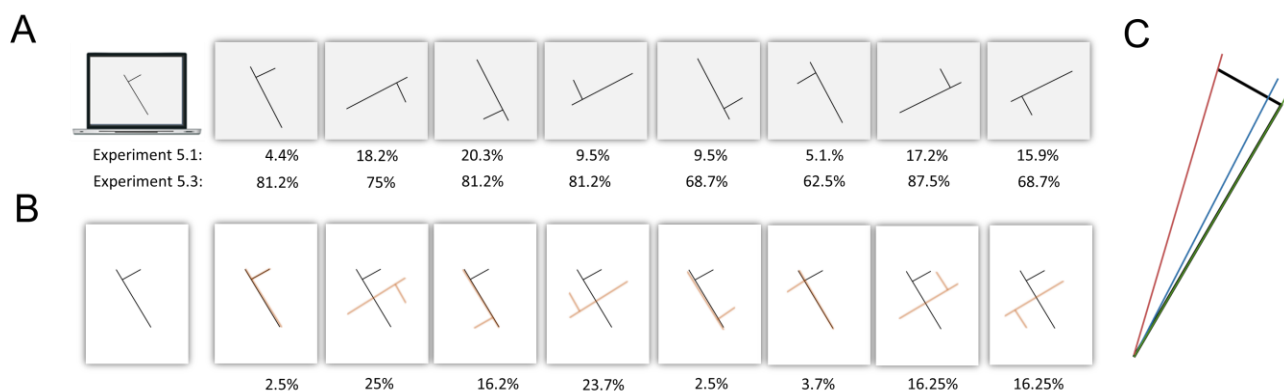 A
C
Experiment 5.1: 4.4% 18.2% 20.3% 9.5% 9.5% 5.1.% 17.2% 15.9%
Experiment 5.3: 81.2% 75% 81.2% 81.2% 68.7% 62.5% 87.5% 68.7%
B
2.5% 25% 16.2% 23.7% 2.5% 3.7% 16.25% 16.25%